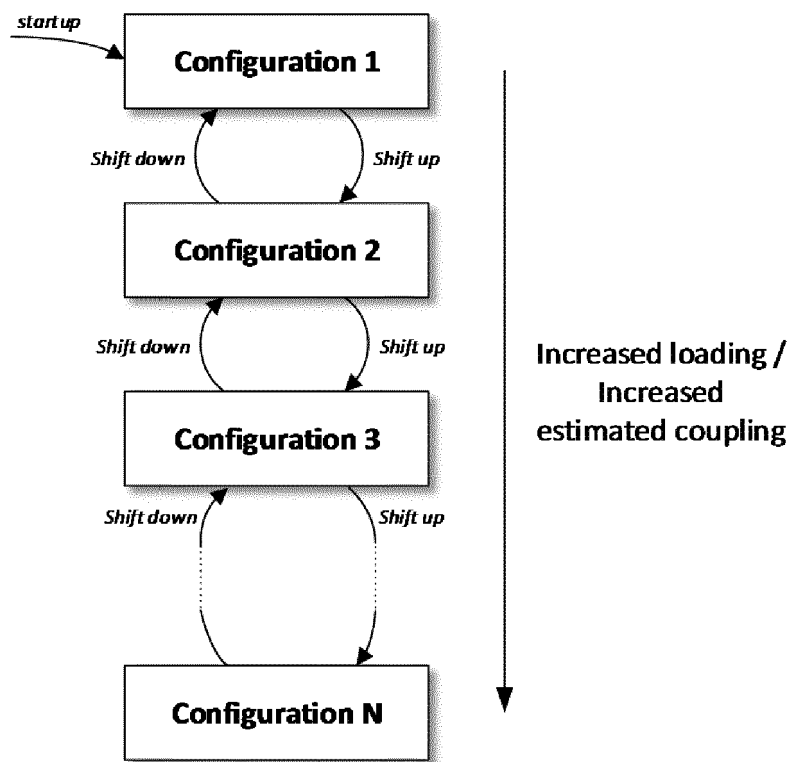 startup
Configuration 1
Shift down
Shift up
Configuration 2
Shift down
Shift up
Increased loading /
Increased
estimated coupling
Configuration 3
Shift down
Shift up
Configuration N